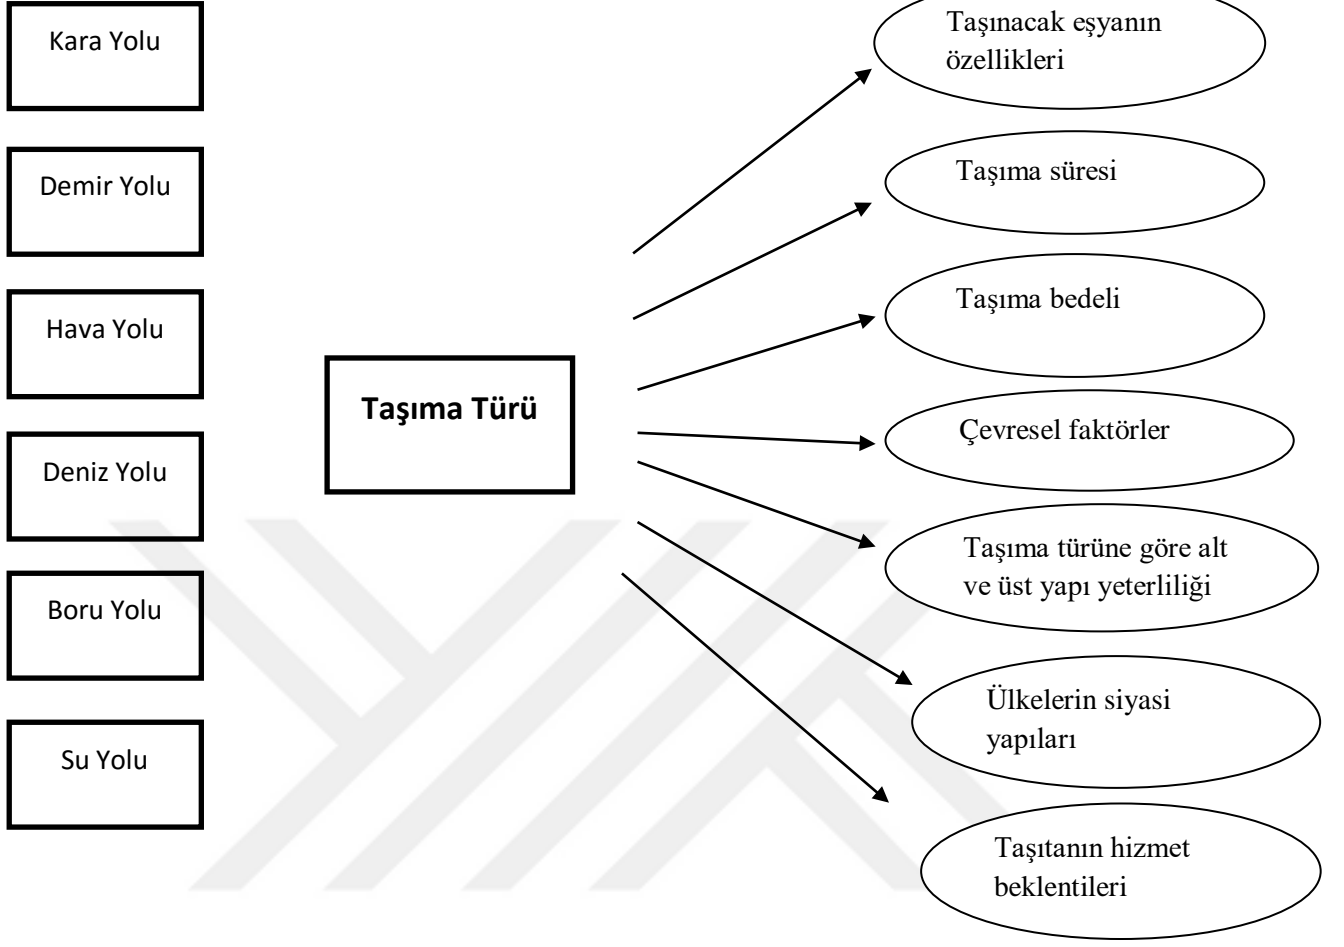 Kara Yolu
Demir Yolu
Hava Yolu
Deniz Yolu
Boru Yolu
Su Yolu
Taşıma Türü
Taşınacak eşyanın
özellikleri
Taşıma süresi
Taşıma bedeli
Çevresel faktörler
Taşıma türüne göre alt
ve üst yapı yeterliliği
Ülkelerin siyasi
yapıları
Taşıtanın hizmet
beklentileri